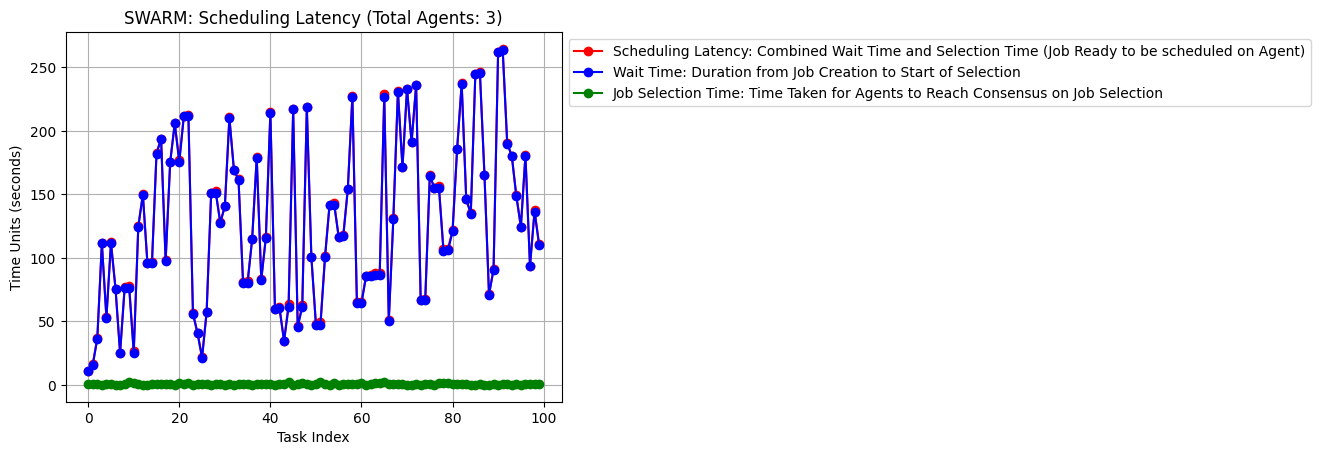 SWARM: Scheduling Latency (Total Agents: 3)
Scheduling Latency: Combined Wait Time and Selection Time (Job Ready to be scheduled on Agent)
Wait Time: Duration from Job Creation to Start of Selection
Job Selection Time: Time Taken for Agents to Reach Consensus on Job Selection
Time Units (seconds)
250
200
150
100
50
0
0 20 40 60 80 100
Task Index